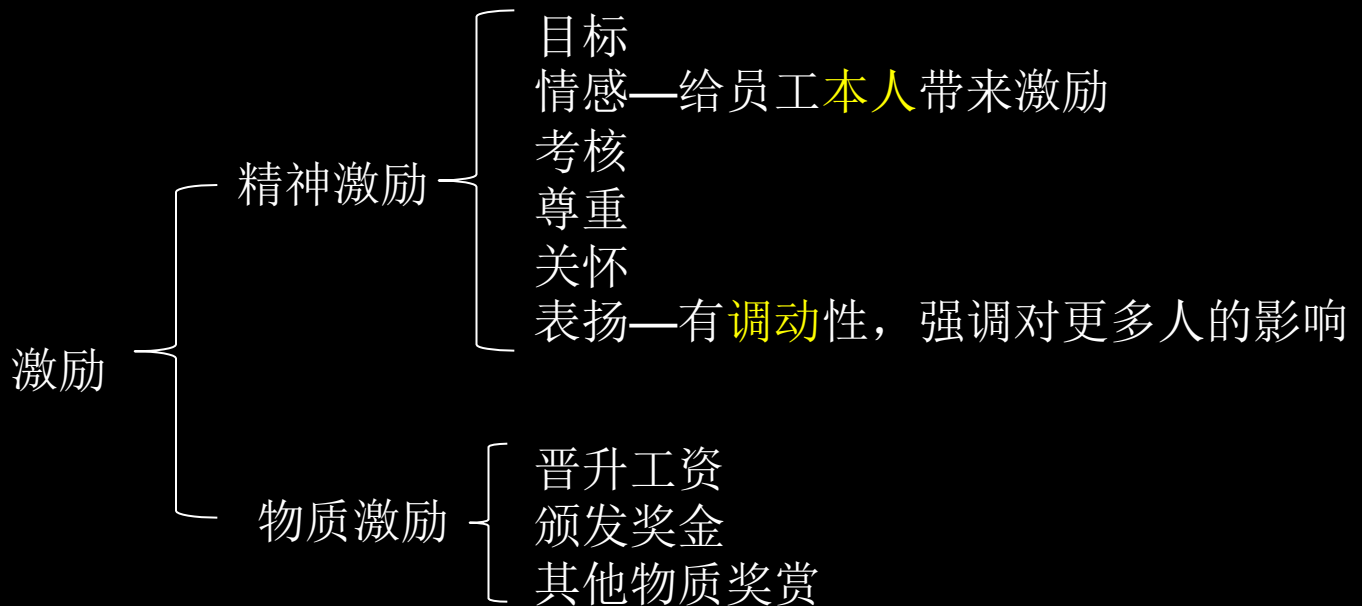 激励
精神激励
目标
情感—给员工本人带来激励
考核
尊重
关怀
表扬—有调动性，强调对更多人的影响
物质激励
晋升工资
颁发奖金
其他物质奖赏